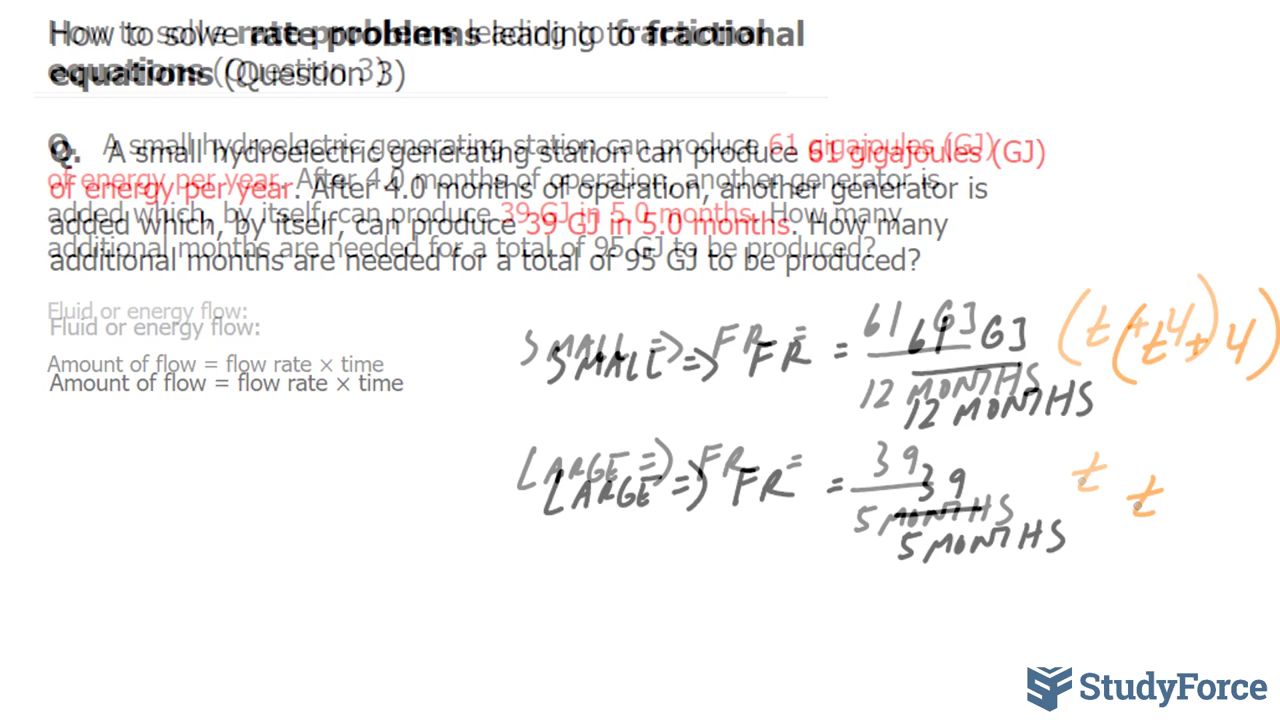 How to solve rate problems leading to fractional
equations (Question 3)
Q. A small hydroelectric generating station can produce 61 gigajoules (GJ)
of energy per year. After 4.0 months of operation, another generator is
added which, by itself, can produce 39 GJ in 5.0 months. How many
additional months are needed for a total of 95 GJ to be produced?
Fluid or energy flow:
Amount of flow = flow rate × time
SMALL => FR = 61 GJ (t + 4)
12 MONTHS
LARGE => FR = 39 t
5 MONTHS
StudyForce